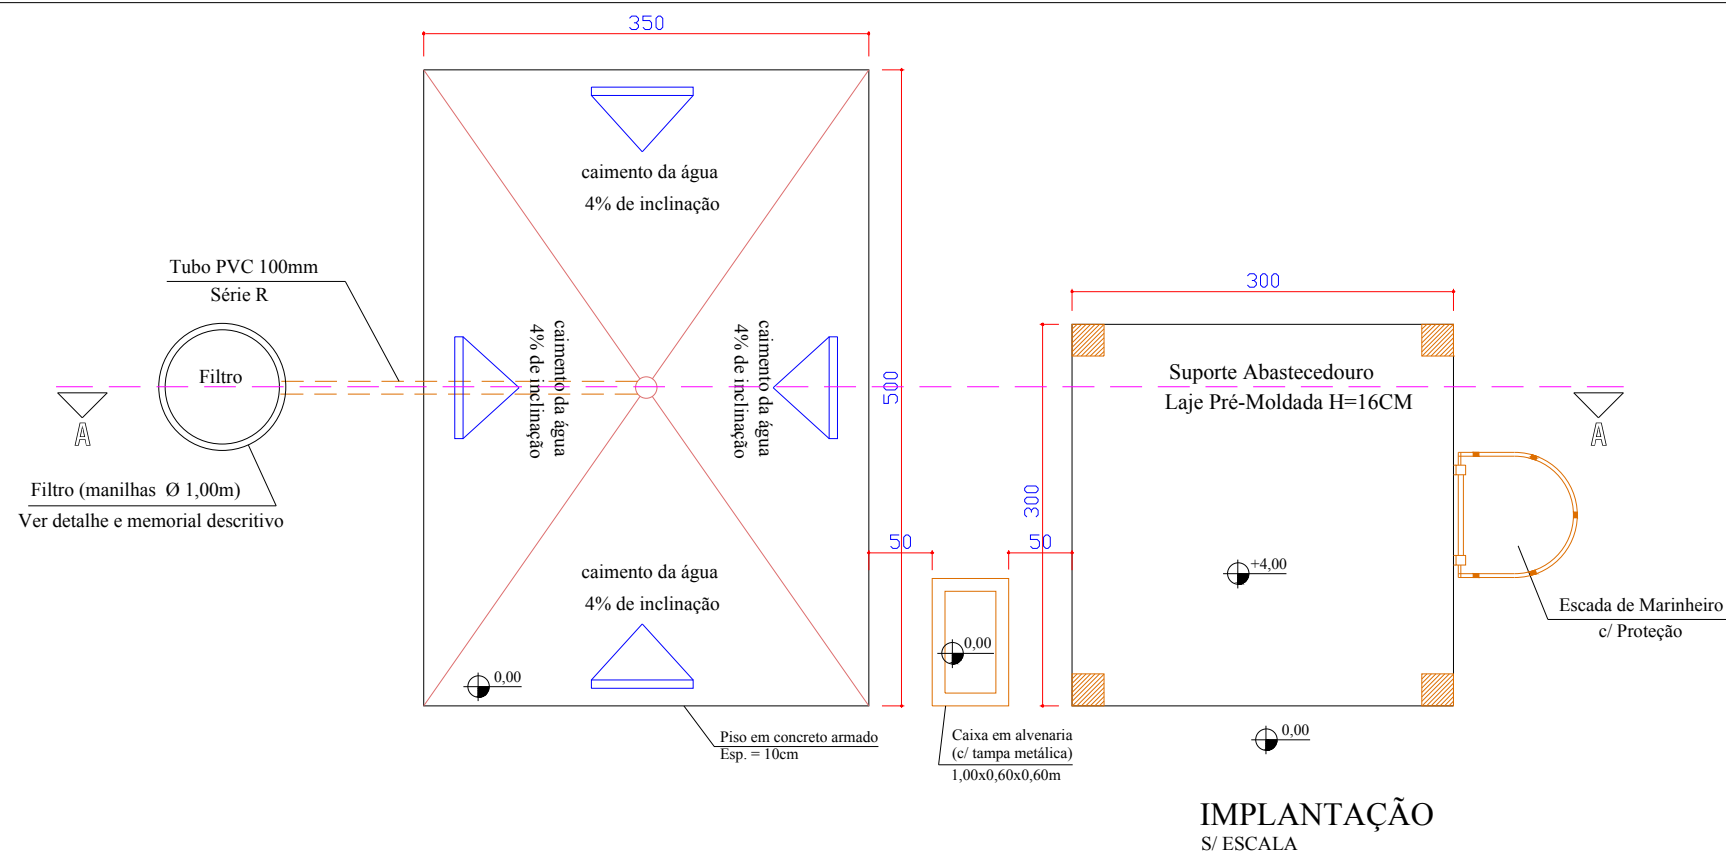 350
caimento da água
4% de inclinação
Tubo PVC 100mm
Série R
300
caimento da água
4% de inclinação
caimento da água
4% de inclinação
Filtro
500
Suporte Abastecedouro
Laje Pré-Moldada H=16CM
A
A
Filtro (manilhas Ø 1,00m)
Ver detalhe e memorial descritivo
300
50
50
caimento da água
4% de inclinação
+4,00
Escada de Marinheiro
c/ Proteção
0,00
0,00
0,00
Piso em concreto armado
Esp. = 10cm
Caixa em alvenaria
(c/ tampa metálica)
1,00x0,60x0,60m
IMPLANTAÇÃO
S/ ESCALA